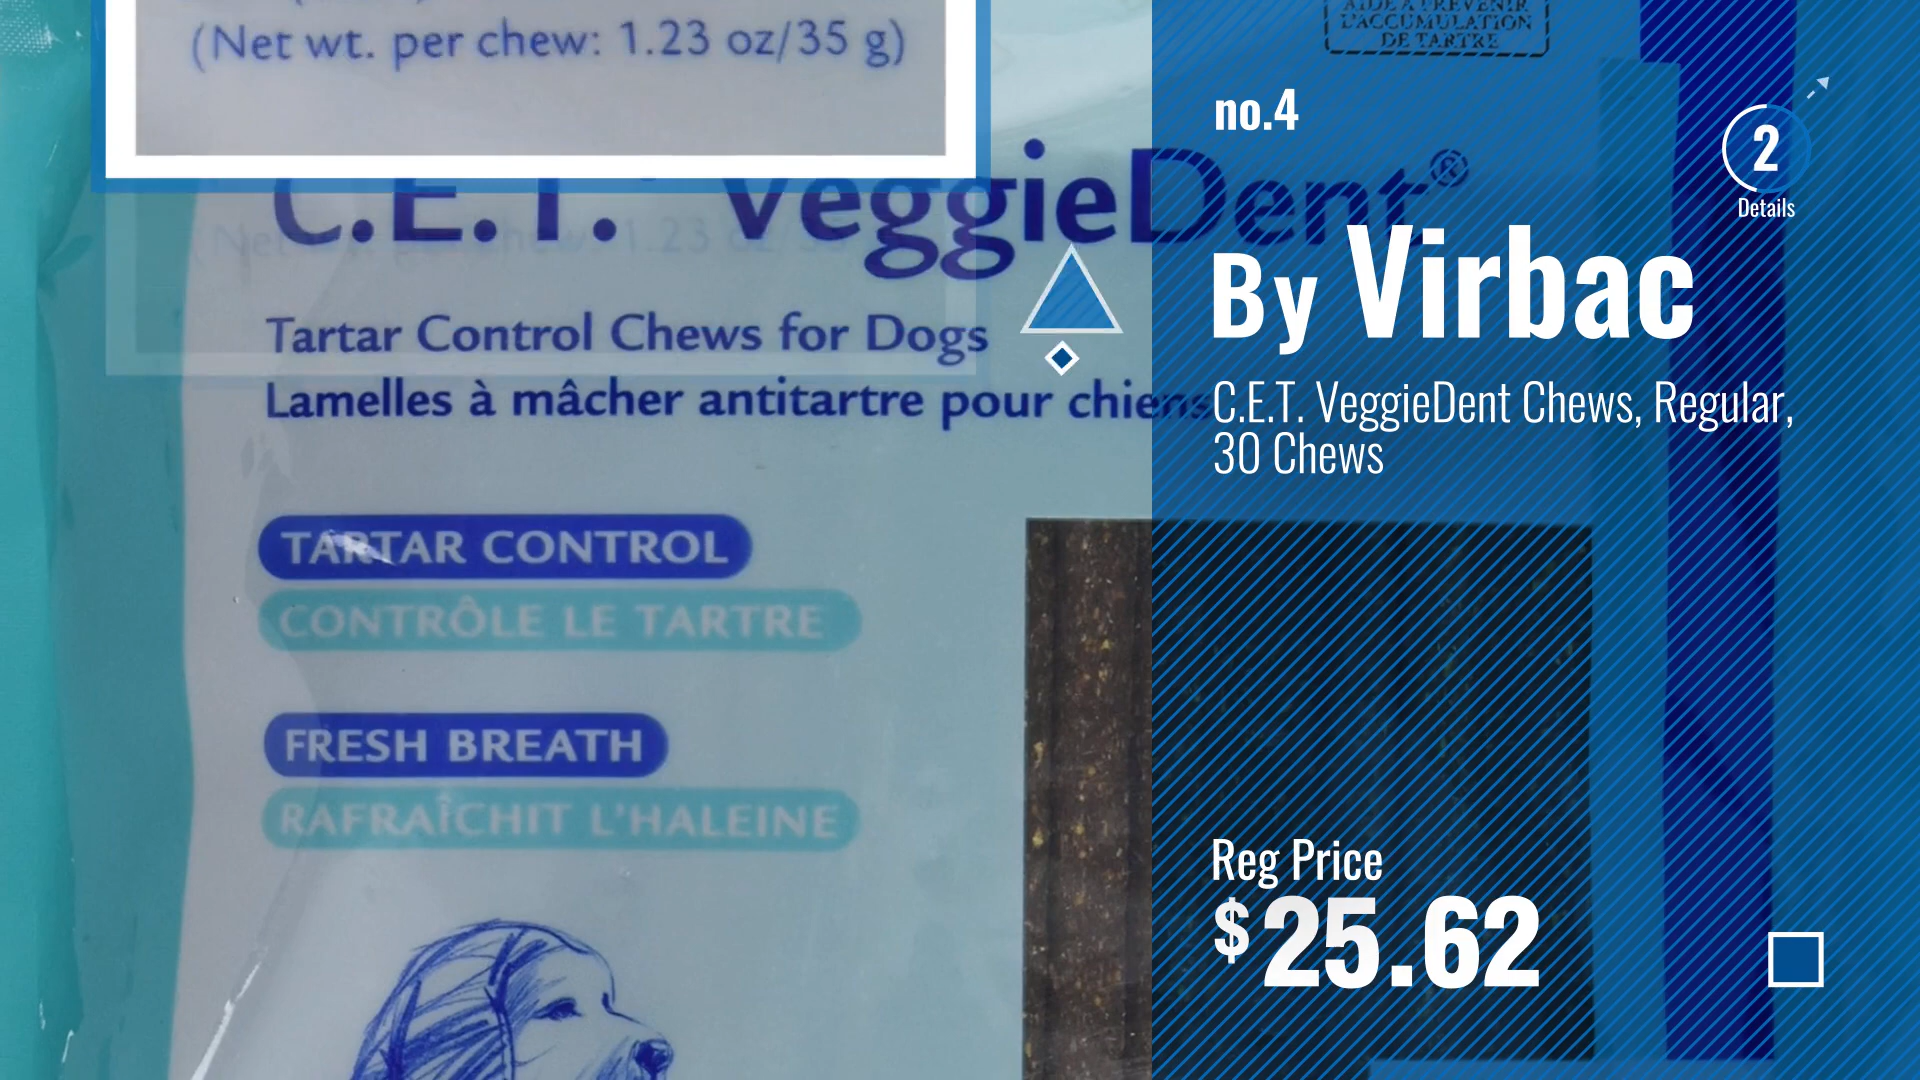 (Net wt. per chew: 1.23 oz/35 g)
AIDE À PRÉVENIR
L'ACCUMULATION
DE TARTRE
no.4
2
Details
C.E.T. VeggieDent®
By Virbac
Tartar Control Chews for Dogs
Lamelles à mâcher antitartre pour chiens
C.E.T. VeggieDent Chews, Regular,
30 Chews
TARTAR CONTROL
CONTRÔLE LE TARTRE
FRESH BREATH
RAFRAÎCHIT L'HALEINE
Reg Price
$25.62